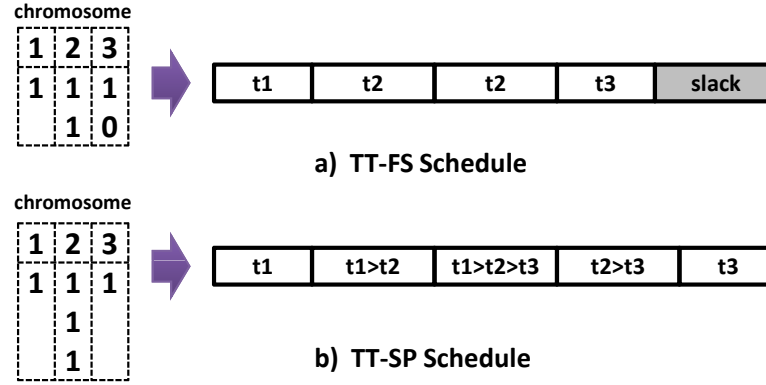 chromosome
1 2 3
1 1 1
1 0
t1 t2 t2 t3 slack
a) TT-FS Schedule
chromosome
1 2 3
1 1 1
1
1
t1 t1>t2 t1>t2>t3 t2>t3 t3
b) TT-SP Schedule